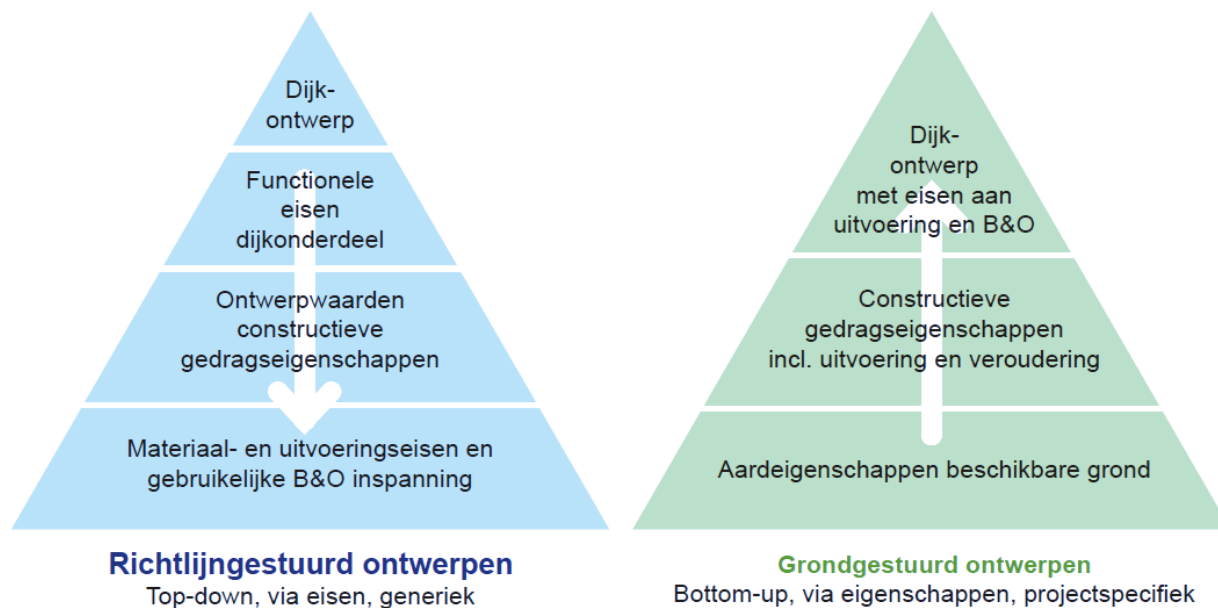 Dijk-
ontwerp
Functionele
eisen
dijkonderdeel
Ontwerpwaarden
constructieve
gedragseigenschappen
Materiaal- en uitvoeringseisen en
gebruikelijke B&O inspanning
Richtlijngestuurd ontwerpen
Top-down, via eisen, generiek
Dijk-
ontwerp
met eisen aan
uitvoering en B&O
Constructieve
gedragseigenschappen
incl. uitvoering en veroudering
Aardeigenschappen beschikbare grond
Grondgestuurd ontwerpen
Bottom-up, via eigenschappen, projectspecifiek